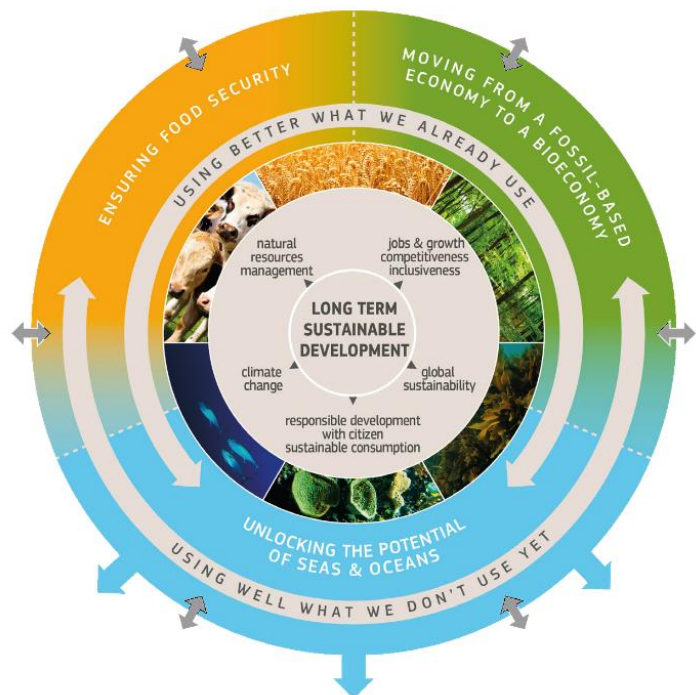 ENSURING FOOD SECURITY
MOVING FROM A FOSSIL-BASED
ECONOMY TO A BIOECONOMY
USING BETTER WHAT WE ALREADY USE
natural
resources
management
jobs & growth
competitiveness
inclusiveness
LONG TERM
SUSTAINABLE
DEVELOPMENT
climate
change
global
sustainability
responsible development
with citizen
sustainable consumption
UNLOCKING THE POTENTIAL
OF SEAS & OCEANS
USING WELL WHAT WE DON'T USE YET